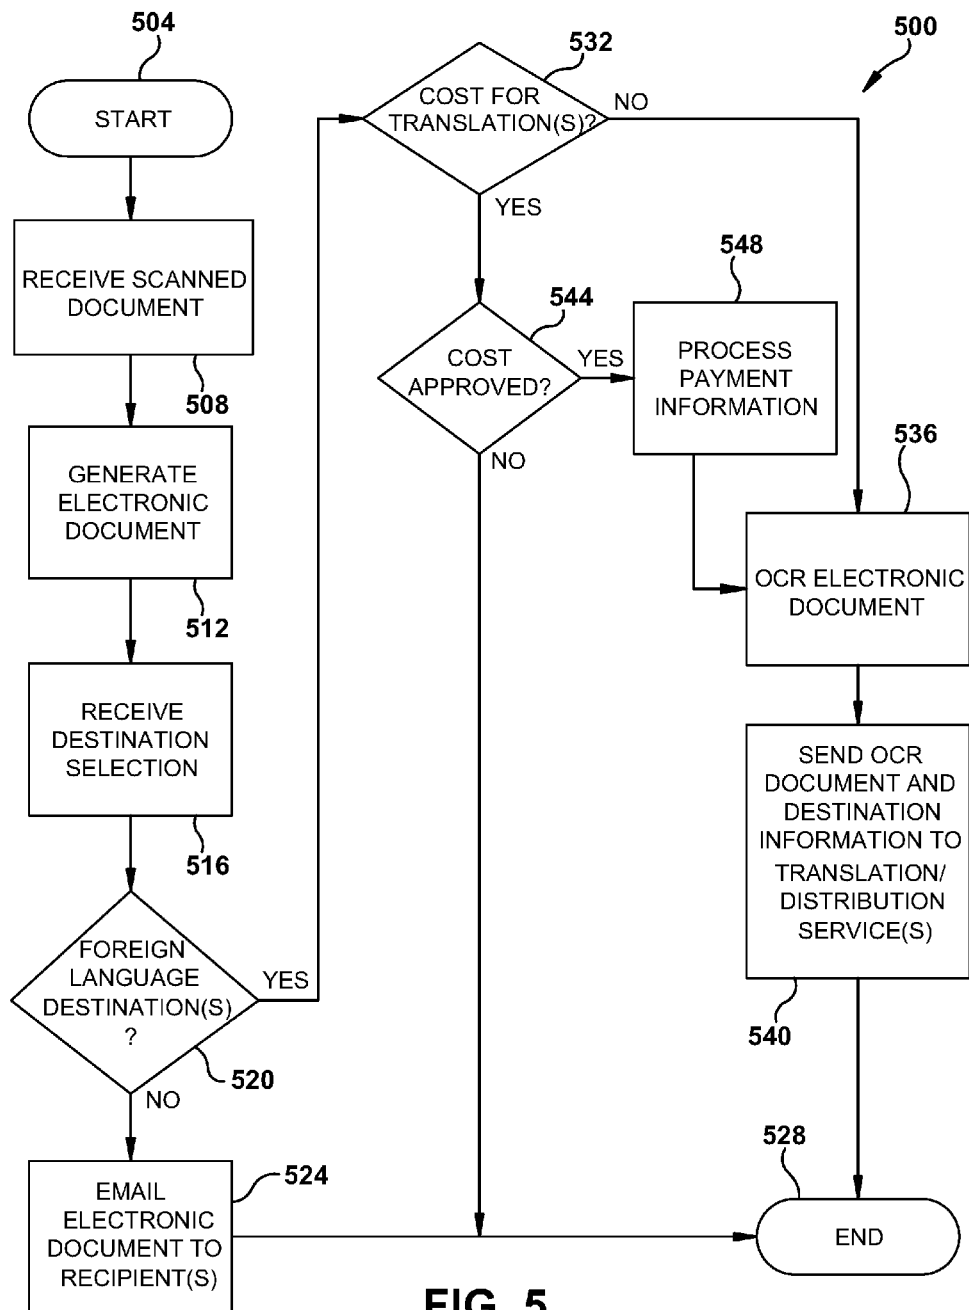 504
START
RECEIVE SCANNED
DOCUMENT
508
GENERATE
ELECTRONIC
DOCUMENT
512
RECEIVE
DESTINATION
SELECTION
516
FOREIGN
LANGUAGE
DESTINATION(S)
?
YES
520
NO
EMAIL
ELECTRONIC
DOCUMENT TO
RECIPIENT(S)
524
532
COST FOR
TRANSLATION(S)?
NO
YES
544
COST
APPROVED?
YES
NO
548
PROCESS
PAYMENT
INFORMATION
500
536
OCR ELECTRONIC
DOCUMENT
SEND OCR
DOCUMENT AND
DESTINATION
INFORMATION TO
TRANSLATION/
DISTRIBUTION
SERVICE(S)
540
528
END
FIG. 5